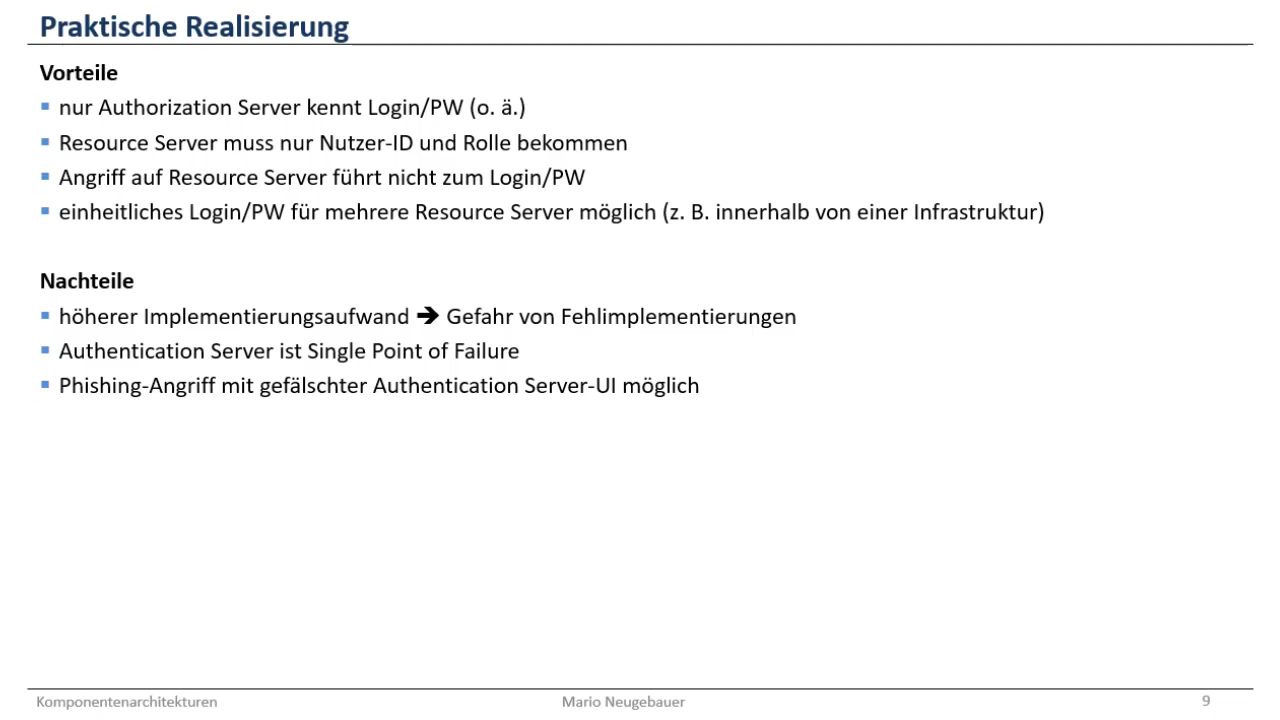 Praktische Realisierung
Vorteile
▪ nur Authorization Server kennt Login/PW (o. ä.)
▪ Resource Server muss nur Nutzer-ID und Rolle bekommen
▪ Angriff auf Resource Server führt nicht zum Login/PW
▪ einheitliches Login/PW für mehrere Resource Server möglich (z. B. innerhalb von einer Infrastruktur)
Nachteile
▪ höherer Implementierungsaufwand 🡺 Gefahr von Fehlimplementierungen
▪ Authentication Server ist Single Point of Failure
▪ Phishing-Angriff mit gefälschter Authentication Server-UI möglich
Komponentenarchitekturen Mario Neugebauer 9